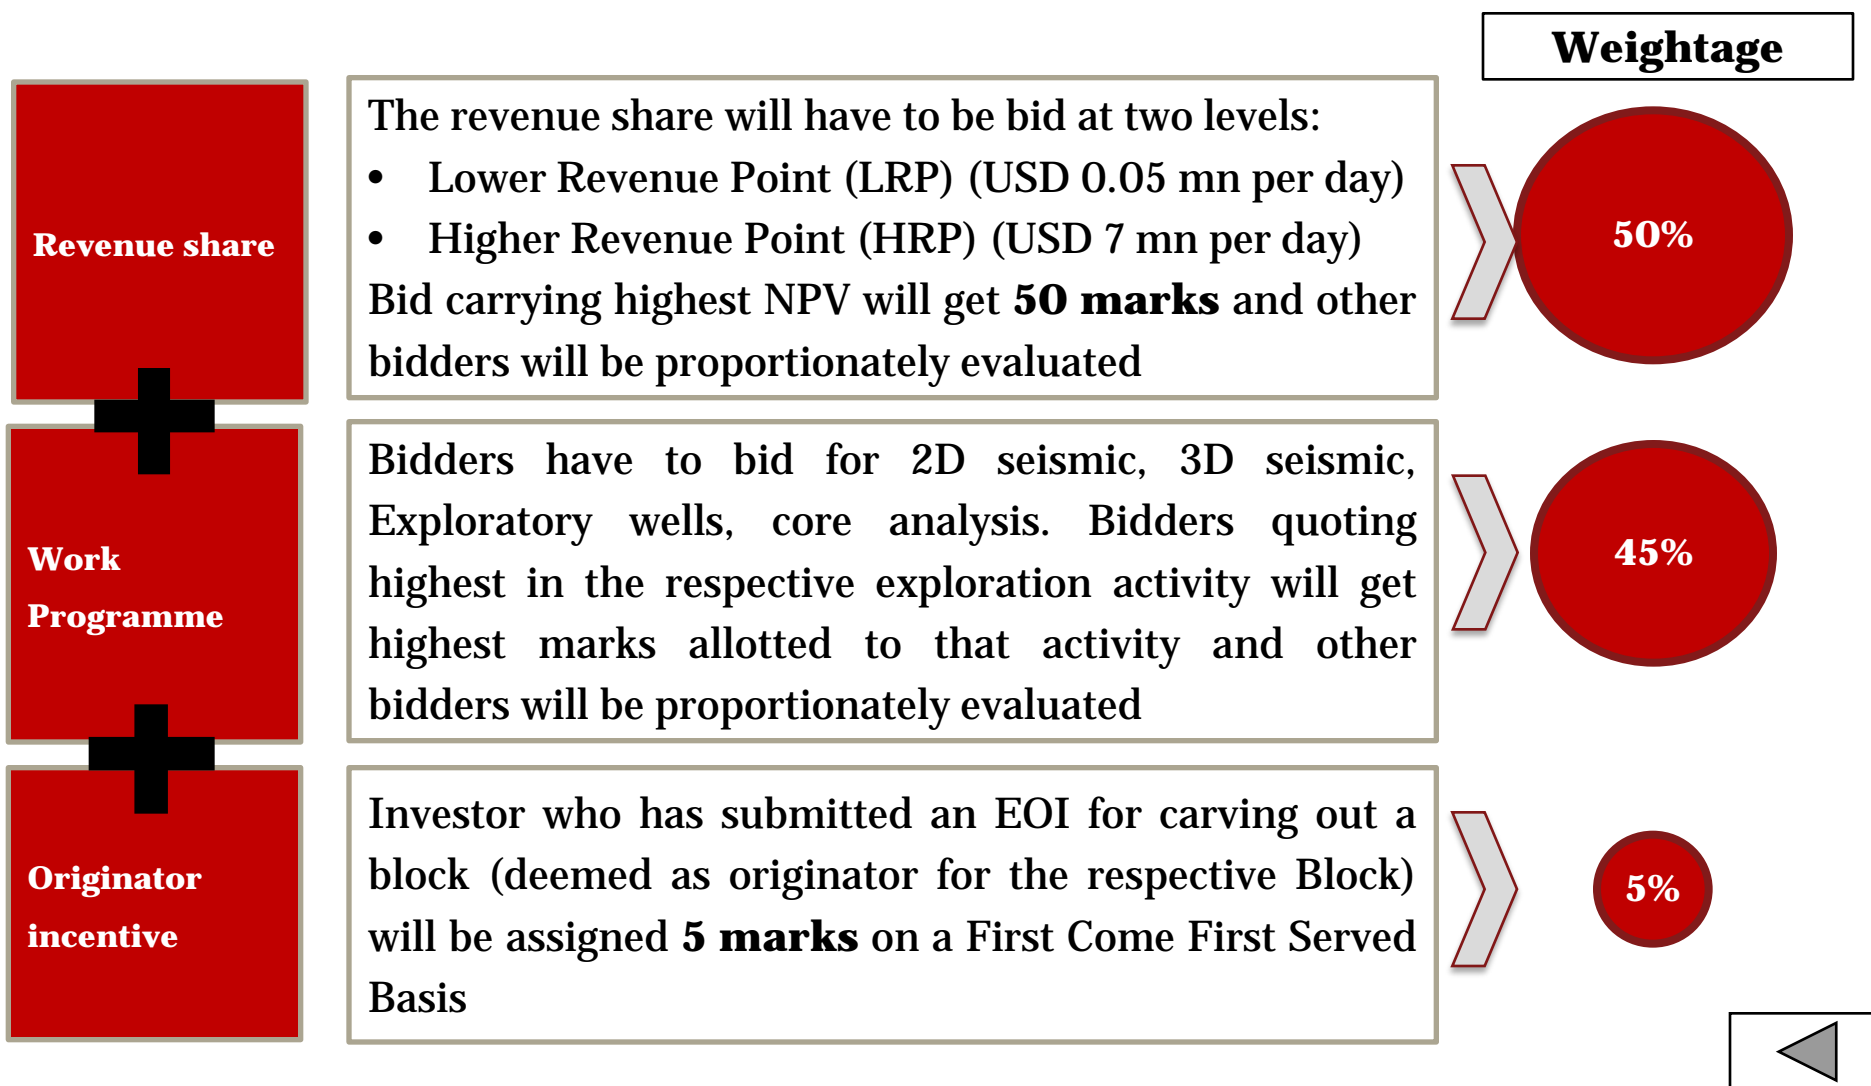 Weightage
Revenue share
The revenue share will have to be bid at two levels:
• Lower Revenue Point (LRP) (USD 0.05 mn per day)
• Higher Revenue Point (HRP) (USD 7 mn per day)
Bid carrying highest NPV will get 50 marks and other
bidders will be proportionately evaluated
50%
Work
Programme
Bidders have to bid for 2D seismic, 3D seismic,
Exploratory wells, core analysis. Bidders quoting
highest in the respective exploration activity will get
highest marks allotted to that activity and other
bidders will be proportionately evaluated
45%
Originator
incentive
Investor who has submitted an EOI for carving out a
block (deemed as originator for the respective Block)
will be assigned 5 marks on a First Come First Served
Basis
5%